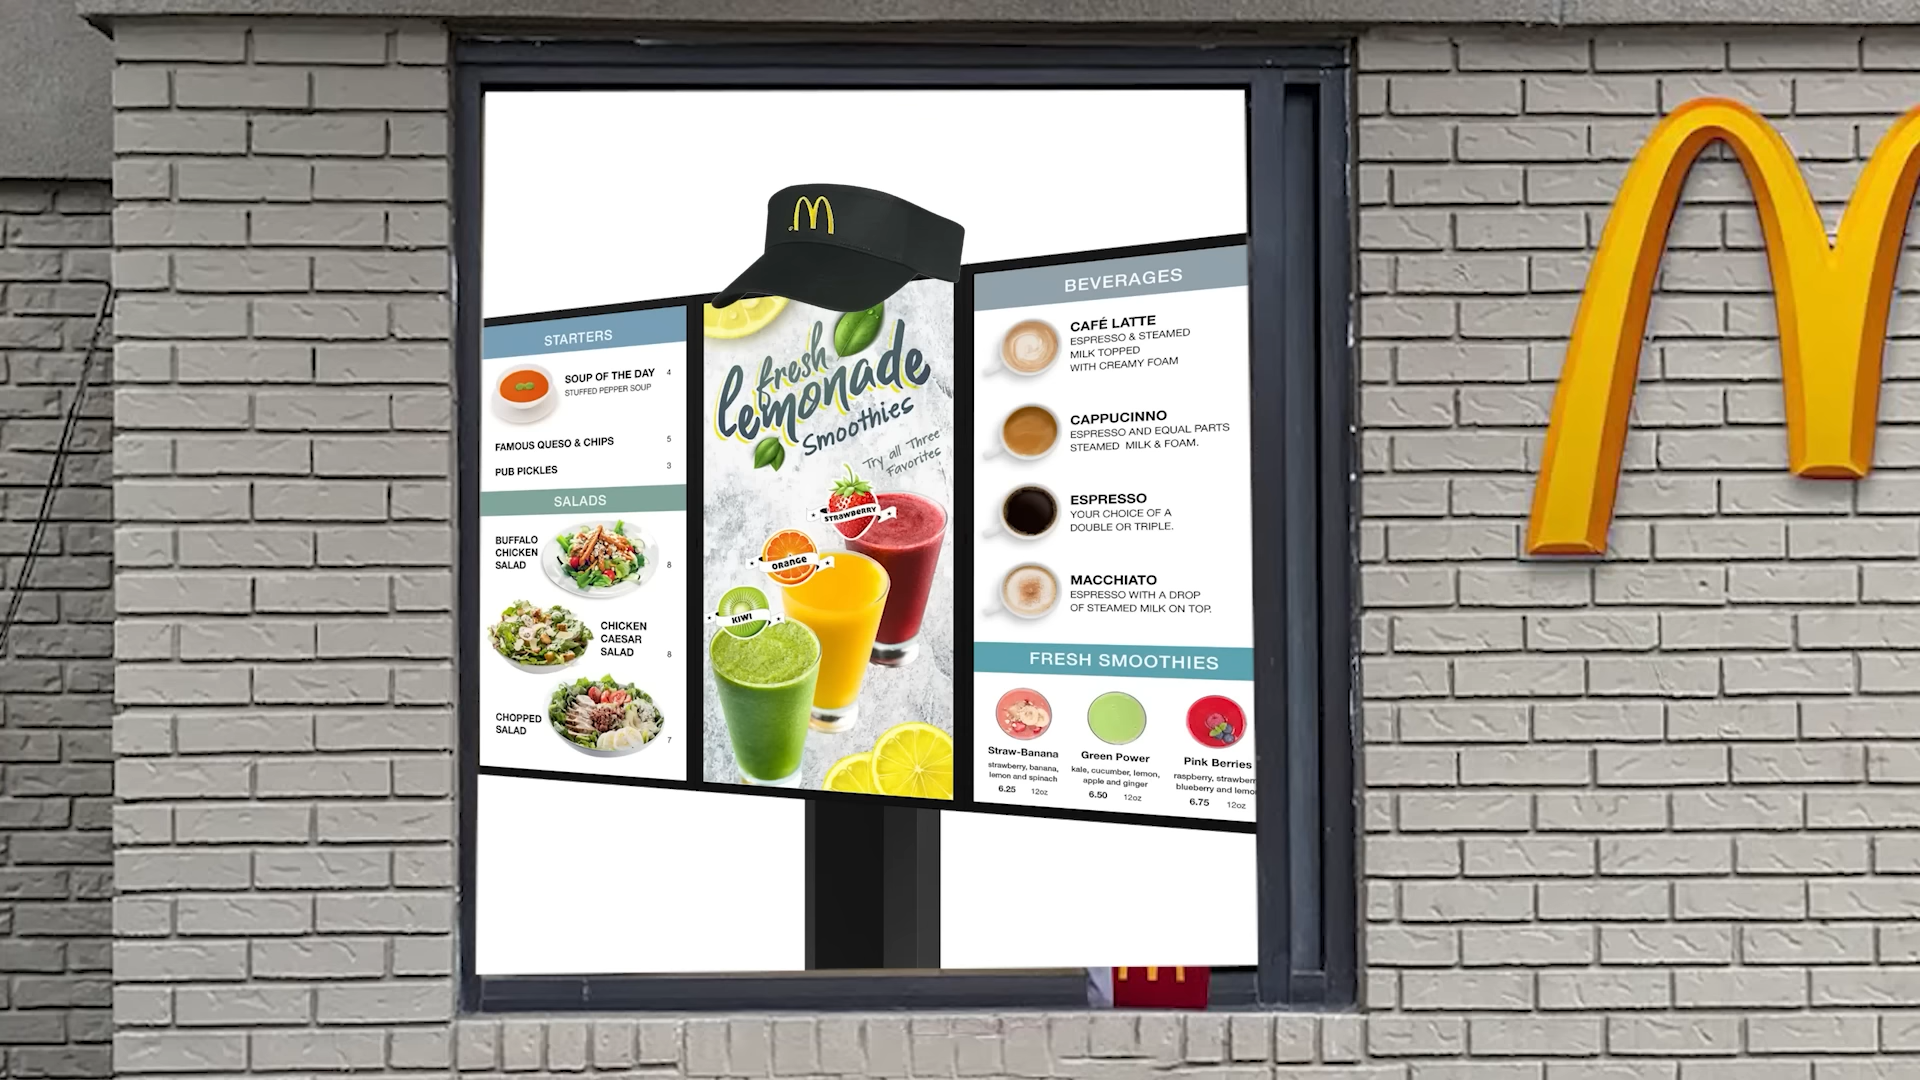 STARTERS
SOUP OF THE DAY 4
STUFFED PEPPER SOUP
FAMOUS QUESO & CHIPS 5
PUB PICKLES 3
SALADS
BUFFALO
CHICKEN
SALAD 8
CHICKEN
CAESAR
SALAD 8
CHOPPED
SALAD 7
fresh
lemonade
Smoothies
Try all Three
Favorites
STRAWBERRY
ORANGE
KIWI
BEVERAGES
CAFÉ LATTE
ESPRESSO & STEAMED
MILK TOPPED
WITH CREAMY FOAM
CAPPUCINNO
ESPRESSO AND EQUAL PARTS
STEAMED MILK & FOAM.
ESPRESSO
YOUR CHOICE OF A
DOUBLE OR TRIPLE.
MACCHIATO
ESPRESSO WITH A DROP
OF STEAMED MILK ON TOP.
FRESH SMOOTHIES
Straw-Banana
strawberry, banana,
lemon and spinach
6.25 12oz
Green Power
kale, cucumber, lemon,
apple and ginger
6.50 12oz
Pink Berries
raspberry, strawberr
blueberry and lemo
6.75 12oz